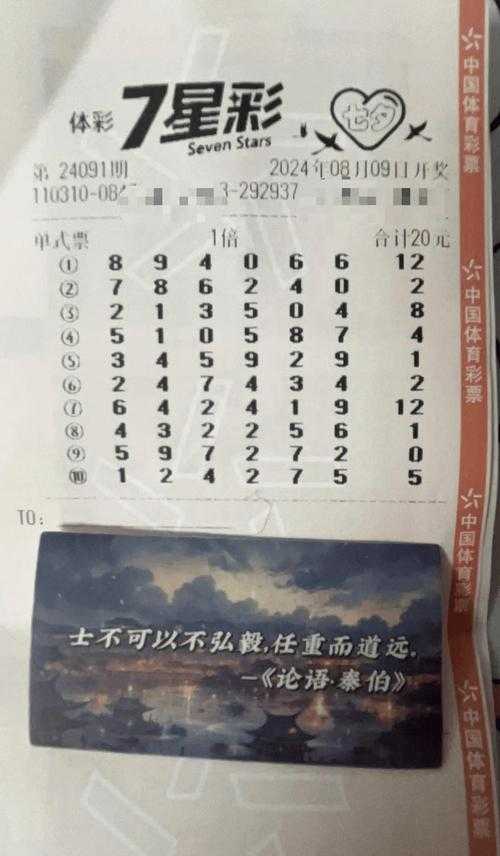 体彩 7星彩 七夕
Seven Stars
第 24091期 2024年08月09日开奖
110310-084 3-292937
单式票 1倍 合计20元
① 8 9 4 0 6 6 12
② 7 8 6 2 4 0 2
③ 2 1 3 5 0 4 8
④ 5 1 0 5 8 7 4
⑤ 3 4 5 9 2 9 1
⑥ 2 4 7 4 3 4 2
⑦ 6 4 2 4 1 9 12
⑧ 4 3 2 2 5 6 1
⑨ 5 9 7 2 7 2 0
⑩ 1 2 4 2 7 5 5
TO:
士不可以不弘毅,任重而道远。
—《论语·泰伯》
中国体育彩票
中国体育彩票
中国体育彩票
中国体育彩票